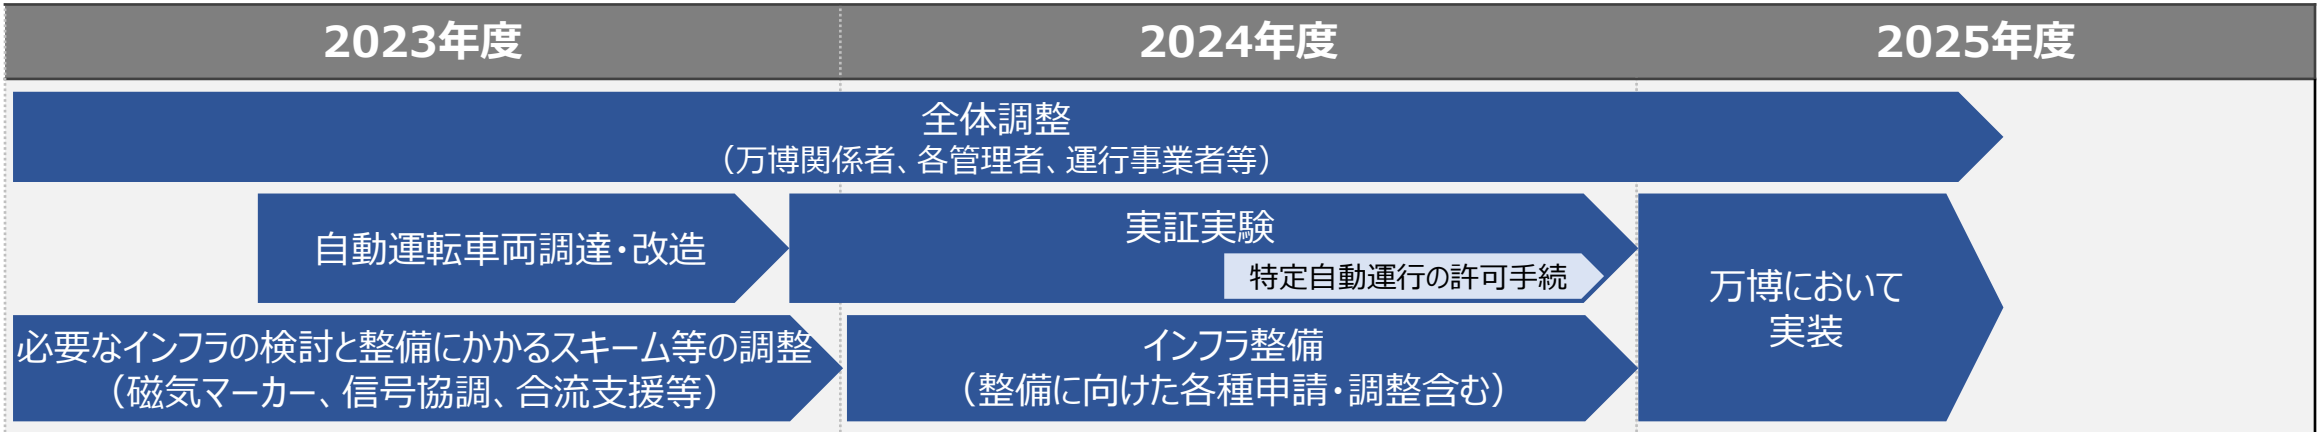 2023年度
2024年度
2025年度
全体調整
（万博関係者、各管理者、運行事業者等）
自動運転車両調達・改造
実証実験
特定自動運行の許可手続
万博において
実装
必要なインフラの検討と整備にかかるスキーム等の調整
（磁気マーカー、信号協調、合流支援等）
インフラ整備
（整備に向けた各種申請・調整含む）